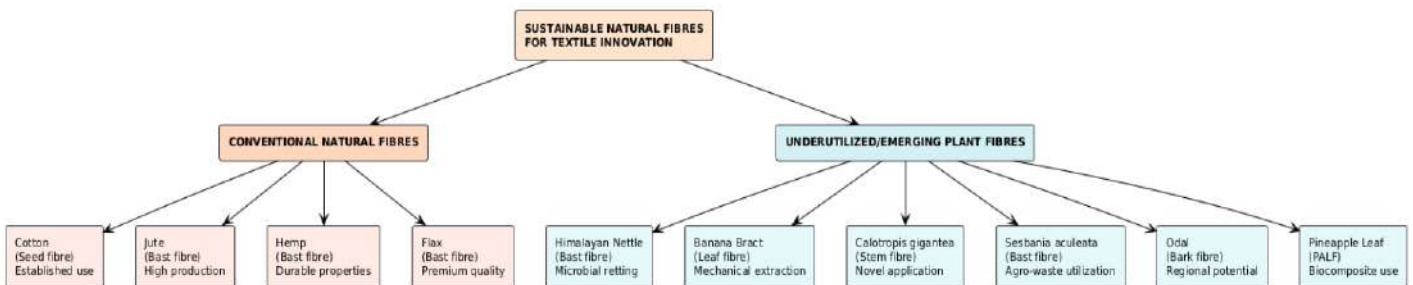 SUSTAINABLE NATURAL FIBRES
FOR TEXTILE INNOVATION
CONVENTIONAL NATURAL FIBRES
UNDERUTILIZED/EMERGING PLANT FIBRES
Cotton
(Seed fibre)
Established use
Jute
(Bast fibre)
High production
Hemp
(Bast fibre)
Durable properties
Flax
(Bast fibre)
Premium quality
Himalayan Nettle
(Bast fibre)
Microbial retting
Banana Bract
(Leaf fibre)
Mechanical extraction
Calotropis gigantea
(Stem fibre)
Novel application
Sesbania aculeata
(Bast fibre)
Agro-waste utilization
Odal
(Bark fibre)
Regional potential
Pineapple Leaf
(PALF)
Biocomposite use